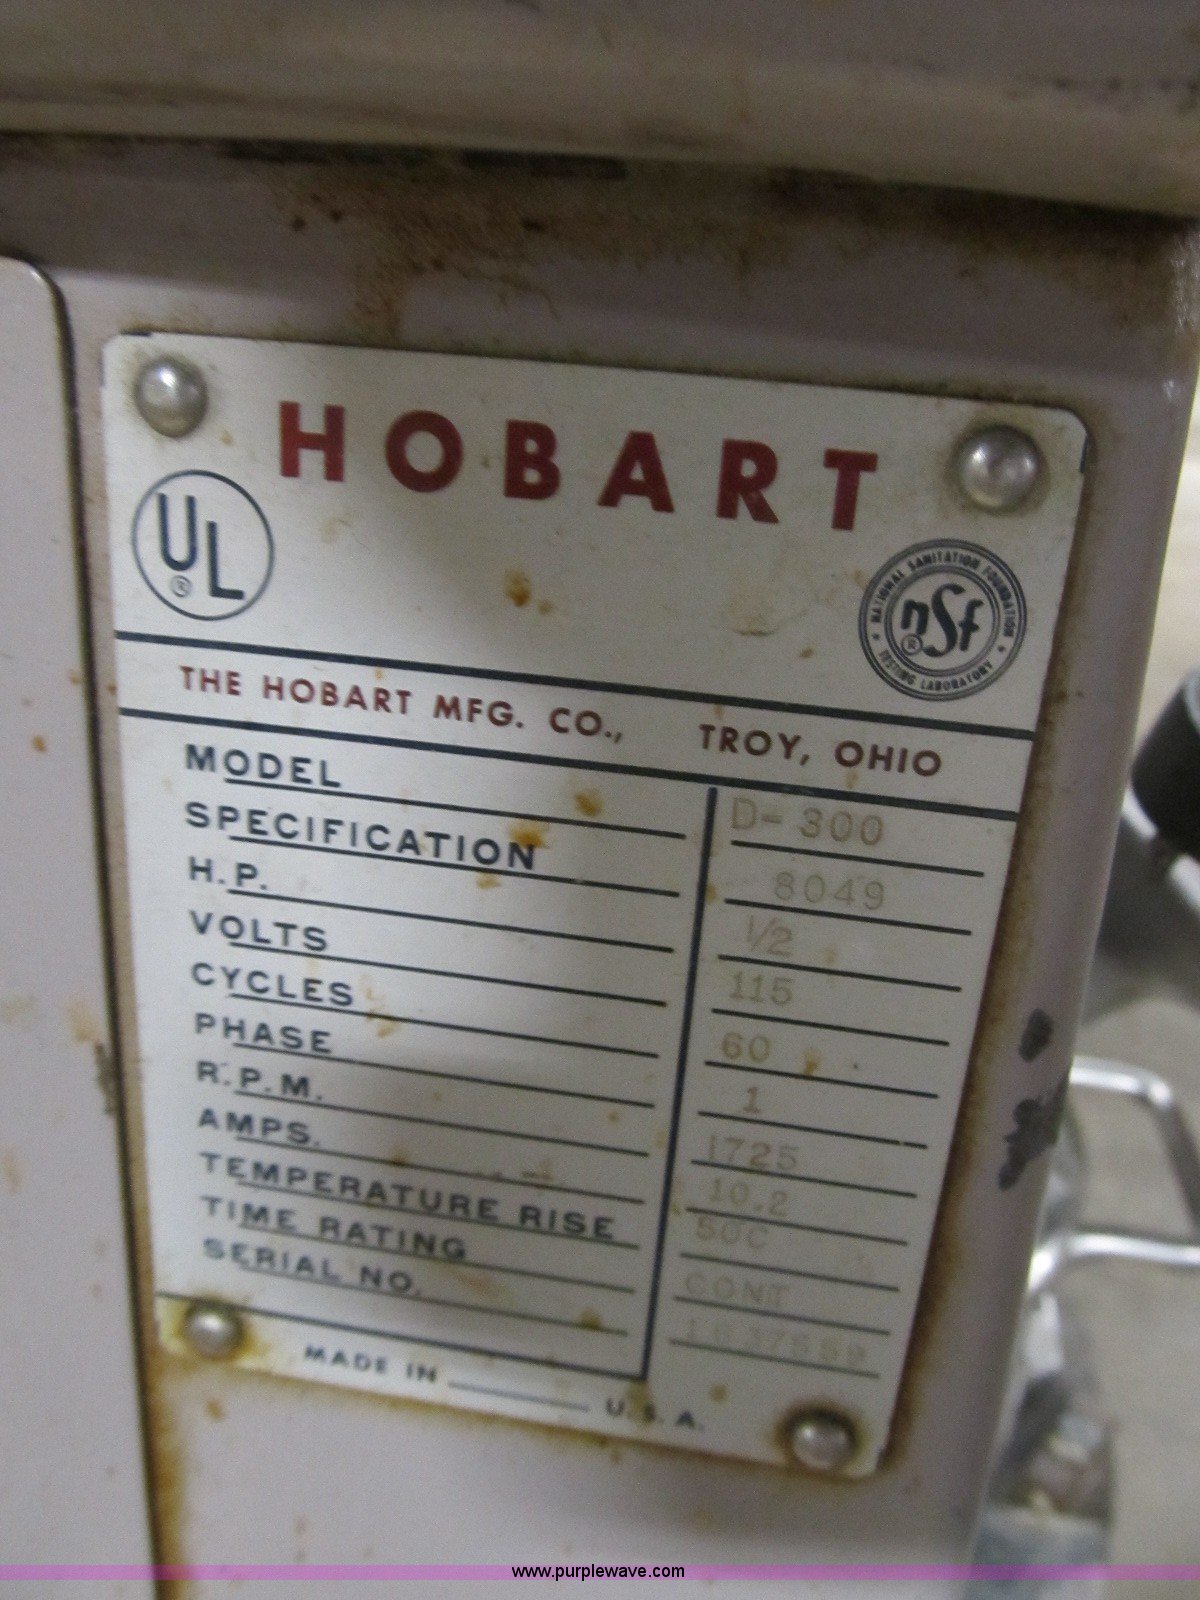 HOBART
UL
®
NATIONAL SANITATION FOUNDATION
nsf
®
TESTING LABORATORY
THE HOBART MFG. CO., TROY, OHIO
MODEL D-300
SPECIFICATION 8049
H.P. 1/2
VOLTS 115
CYCLES 60
PHASE 1
R.P.M. 1725
AMPS. 10.2
TEMPERATURE RISE 50C
TIME RATING CONT
SERIAL NO.
MADE IN U.S.A.
www.purplewave.com